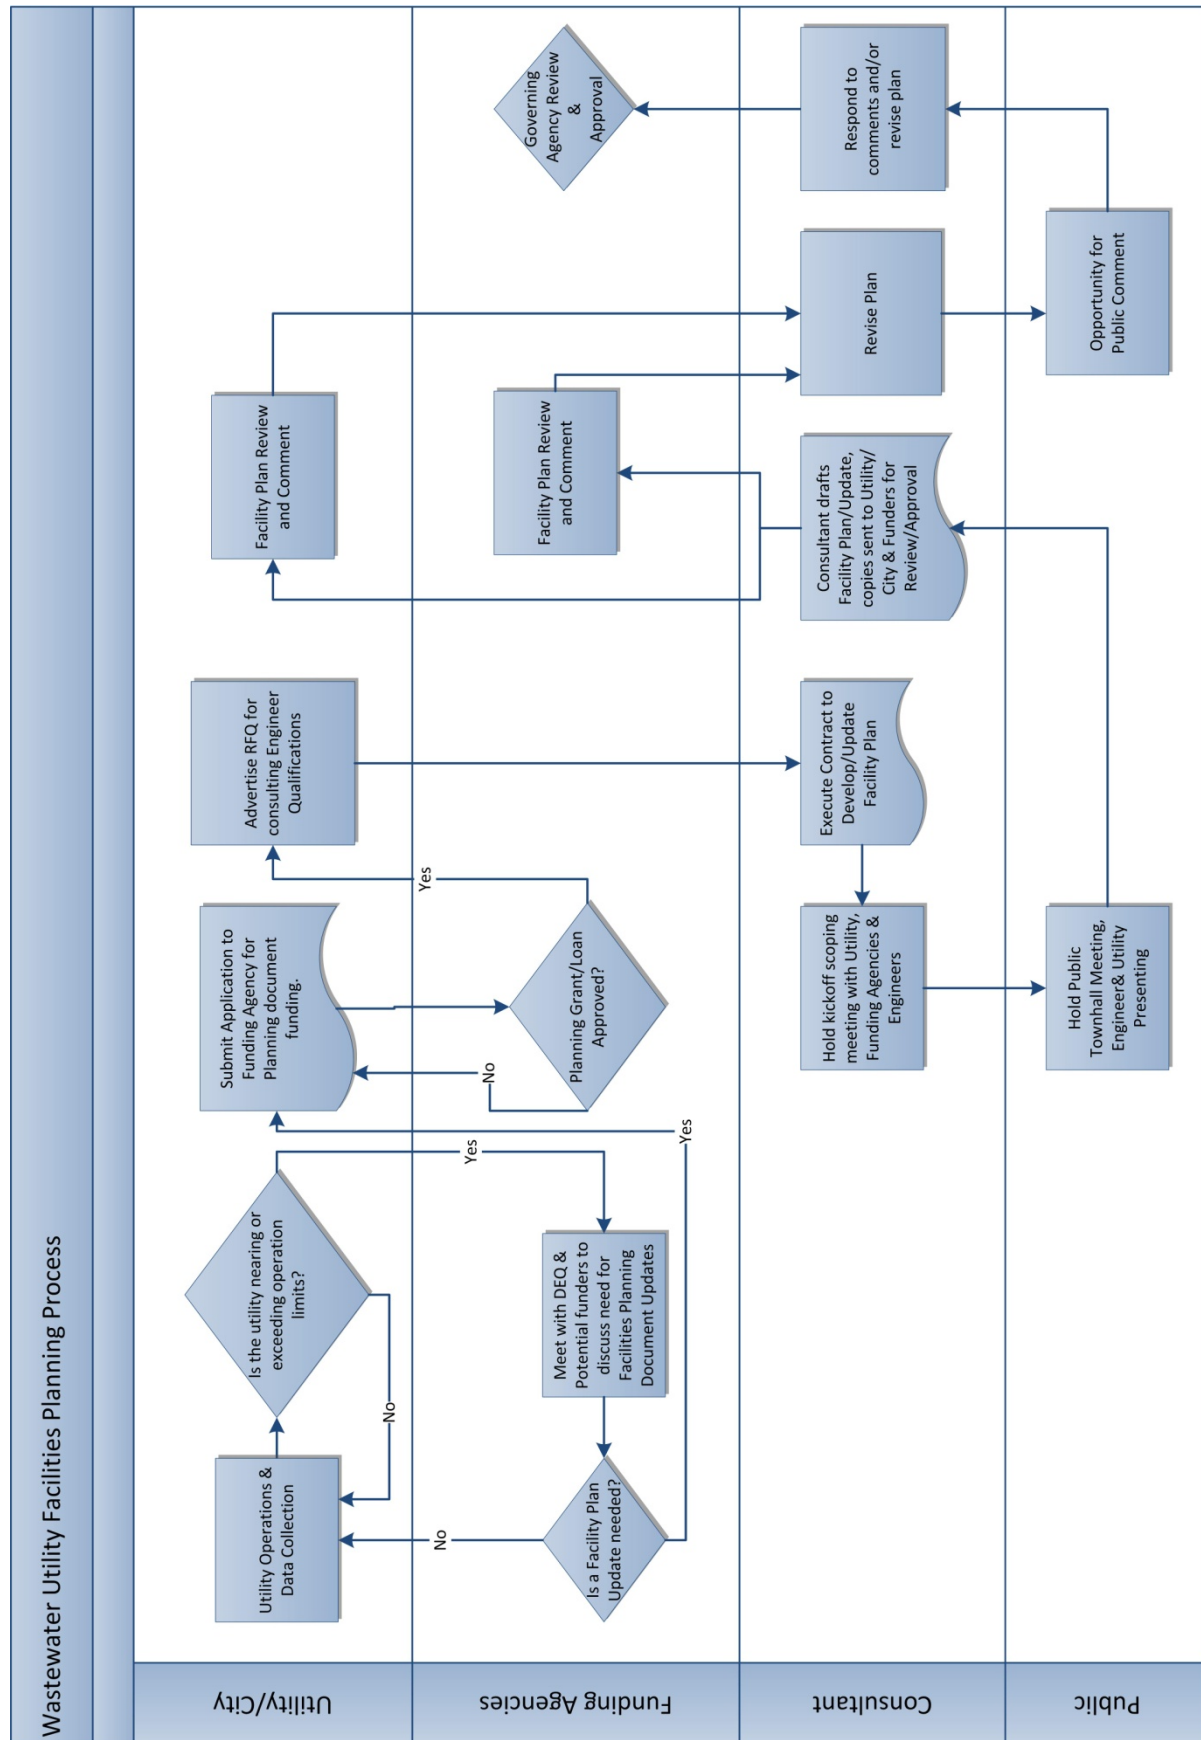 Wastewater Utility Facilities Planning Process
Utility/City
Utility Operations &
Data Collection
Is the utility nearing or
exceeding operation
limits?
No
Yes
Submit Application to
Funding Agency for
Planning document
funding.
Advertise RFQ for
consulting Engineer
Qualifications
Facility Plan Review
and Comment
Funding Agencies
No
Is a Facility Plan
Update needed?
Yes
Meet with DEQ &
Potential funders to
discuss need for
Facilities Planning
Document Updates
No
Planning Grant/Loan
Approved?
Yes
Facility Plan Review
and Comment
Governing
Agency Review
&
Approval
Consultant
Hold kickoff scoping
meeting with Utility,
Funding Agencies &
Engineers
Execute Contract to
Develop/Update
Facility Plan
Consultant drafts
Facility Plan/Update,
copies sent to Utility/
City & Funders for
Review/Approval
Revise Plan
Respond to
comments and/or
revise plan
Public
Hold Public
Townhall Meeting,
Engineer& Utility
Presenting
Opportunity for
Public Comment